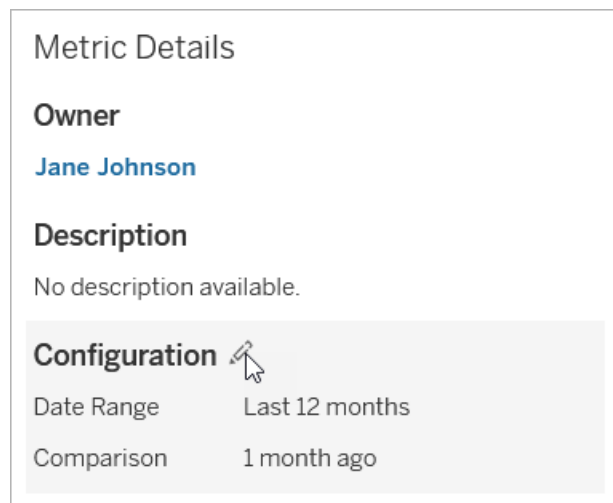 Metric Details
Owner
Jane Johnson
Description
No description available.
Configuration
Date Range Last 12 months
Comparison 1 month ago